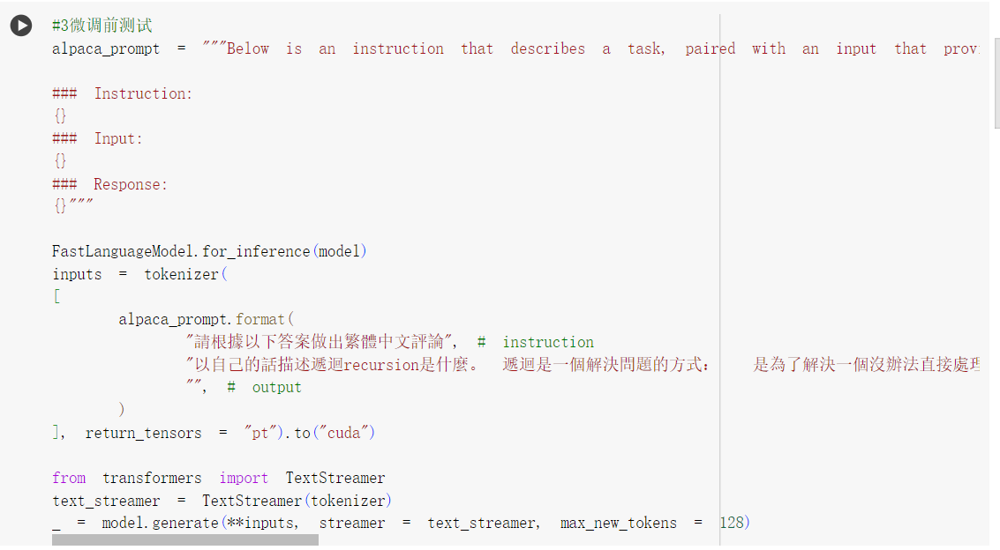 #3微调前测试
alpaca_prompt = """Below is an instruction that describes a task, paired with an input that
### Instruction:
{}
### Input:
{}
### Response:
{}"""
FastLanguageModel.for_inference(model)
inputs = tokenizer(
[
alpaca_prompt.format(
"請根據以下答案做出繁體中文評論", # instruction
"以自己的話描述遞迴recursion是什麼。 遞迴是一個解決問題的方式: 是為了解決一個沒辦法直接處理
"", # output
)
], return_tensors = "pt").to("cuda")
from transformers import TextStreamer
text_streamer = TextStreamer(tokenizer)
_ = model.generate(**inputs, streamer = text_streamer, max_new_tokens = 128)